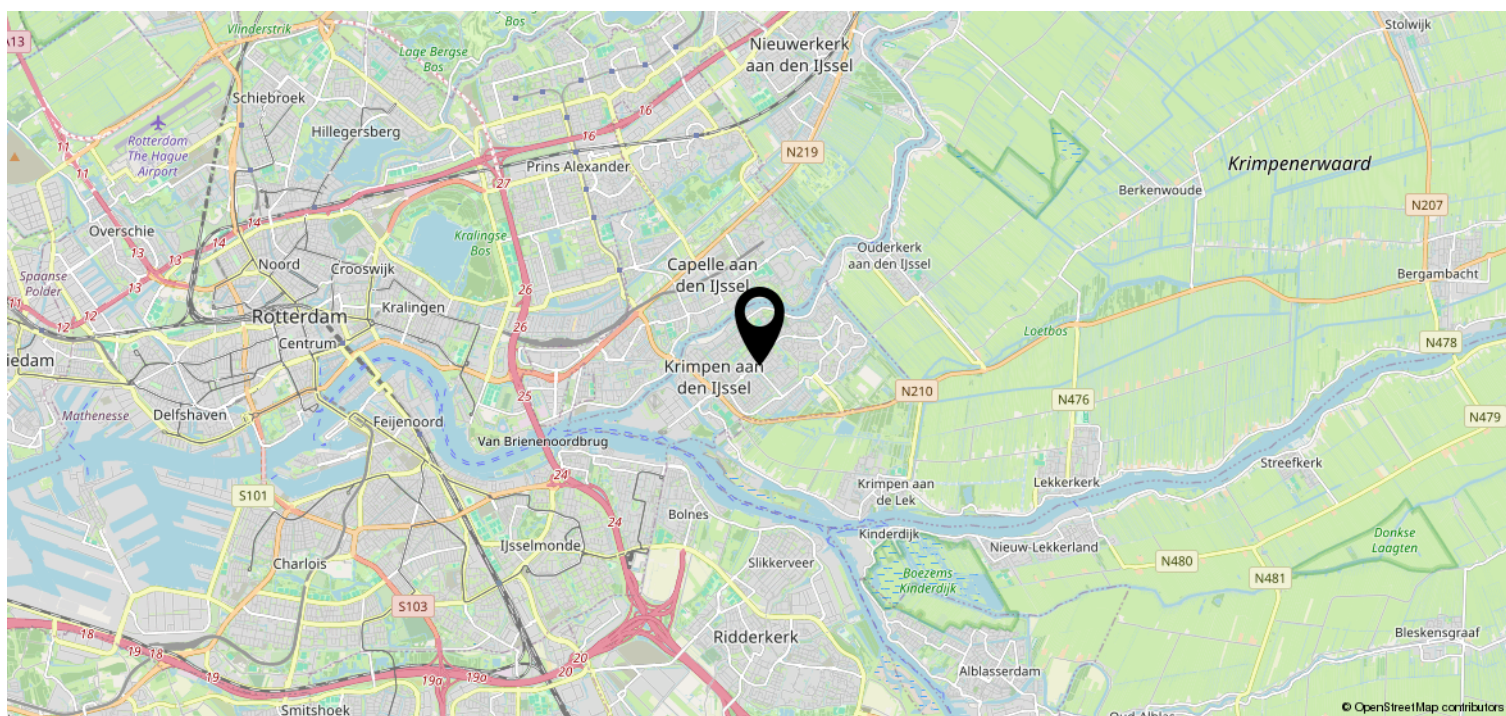 Stolwijk
Vlinderstrik
Bos
A13
Lage Bergse
Bos
Nieuwerkerk
aan den IJssel
Schiebroek
16
Hillegersberg
16
11
Rotterdam
The Hague
Airport
N219
Krimpenerwaard
Prins Alexander
11
27
Berkenwoude
N207
14
Overschie
Kralingse
Bos
14
13
Ouderkerk
aan den IJssel
13
Noord
Crooswijk
Capelle aan
den IJssel
Bergambacht
Spaanse
Polder
13
26
11
12
12
Kralingen
Rotterdam
26
Loetbos
Centrum
N478
iedam
Krimpen aan
den IJssel
N210
25
N476
Mathenesse
Delfshaven
Feijenoord
N479
Van Brienenoordbrug
Streefkerk
24
Krimpen aan
de Lek
Lekkerkerk
S101
Bolnes
24
Kinderdijk
Donkse
Laagten
IJsselmonde
Nieuw-Lekkerland
Charlois
Slikkerveer
N480
Boezems
Kinderdijk
N481
S103
18
Ridderkerk
Bleskensgraaf
19
18
20
Alblasserdam
19
19a
19a
20
Smitshoek
Oud-Alblas
© OpenStreetMap contributors